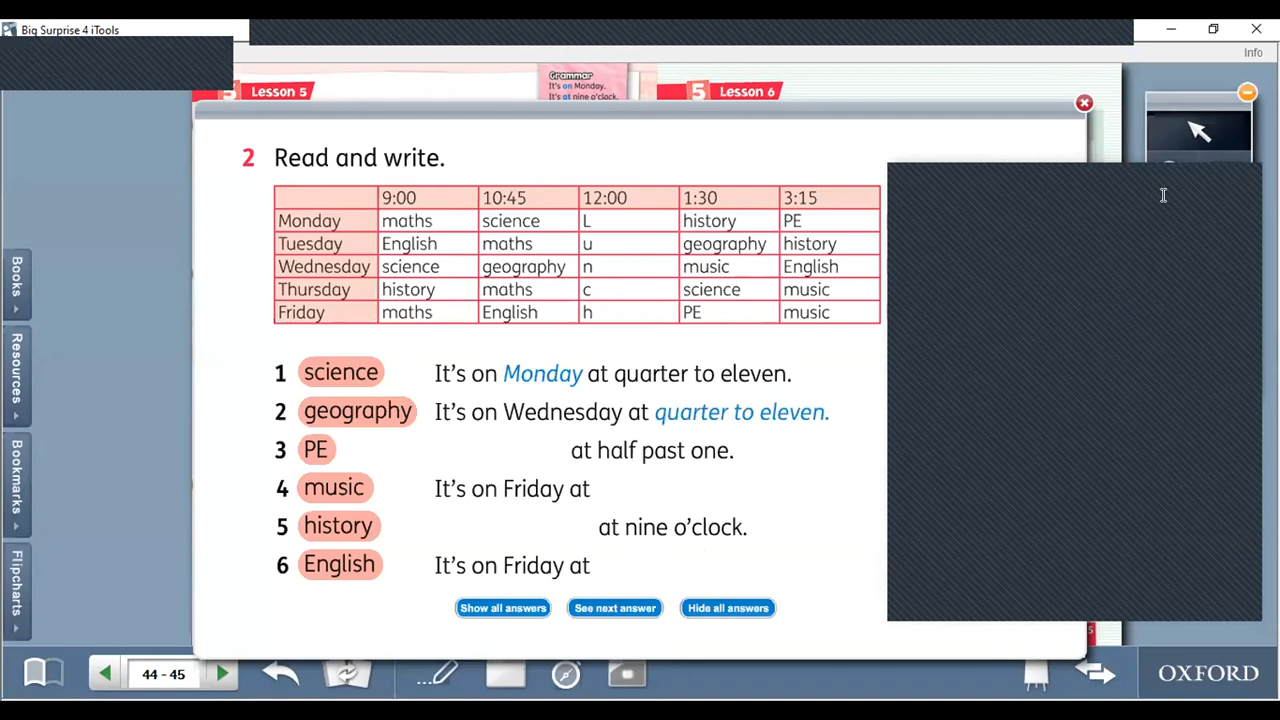 Big Surprise 4 iTools
Info
5 Lesson 5
Grammar
It's on Monday.
It's at nine o'clock.
5 Lesson 6
2 Read and write.
9:00 10:45 12:00 1:30 3:15
Monday maths science L history PE
Tuesday English maths u geography history
Wednesday science geography n music English
Thursday history maths c science music
Friday maths English h PE music
1 science It's on Monday at quarter to eleven.
2 geography It's on Wednesday at quarter to eleven.
3 PE at half past one.
4 music It's on Friday at
5 history at nine o'clock.
6 English It's on Friday at
Show all answers See next answer Hide all answers
Books
Resources
Bookmarks
Flipcharts
44 - 45
OXFORD